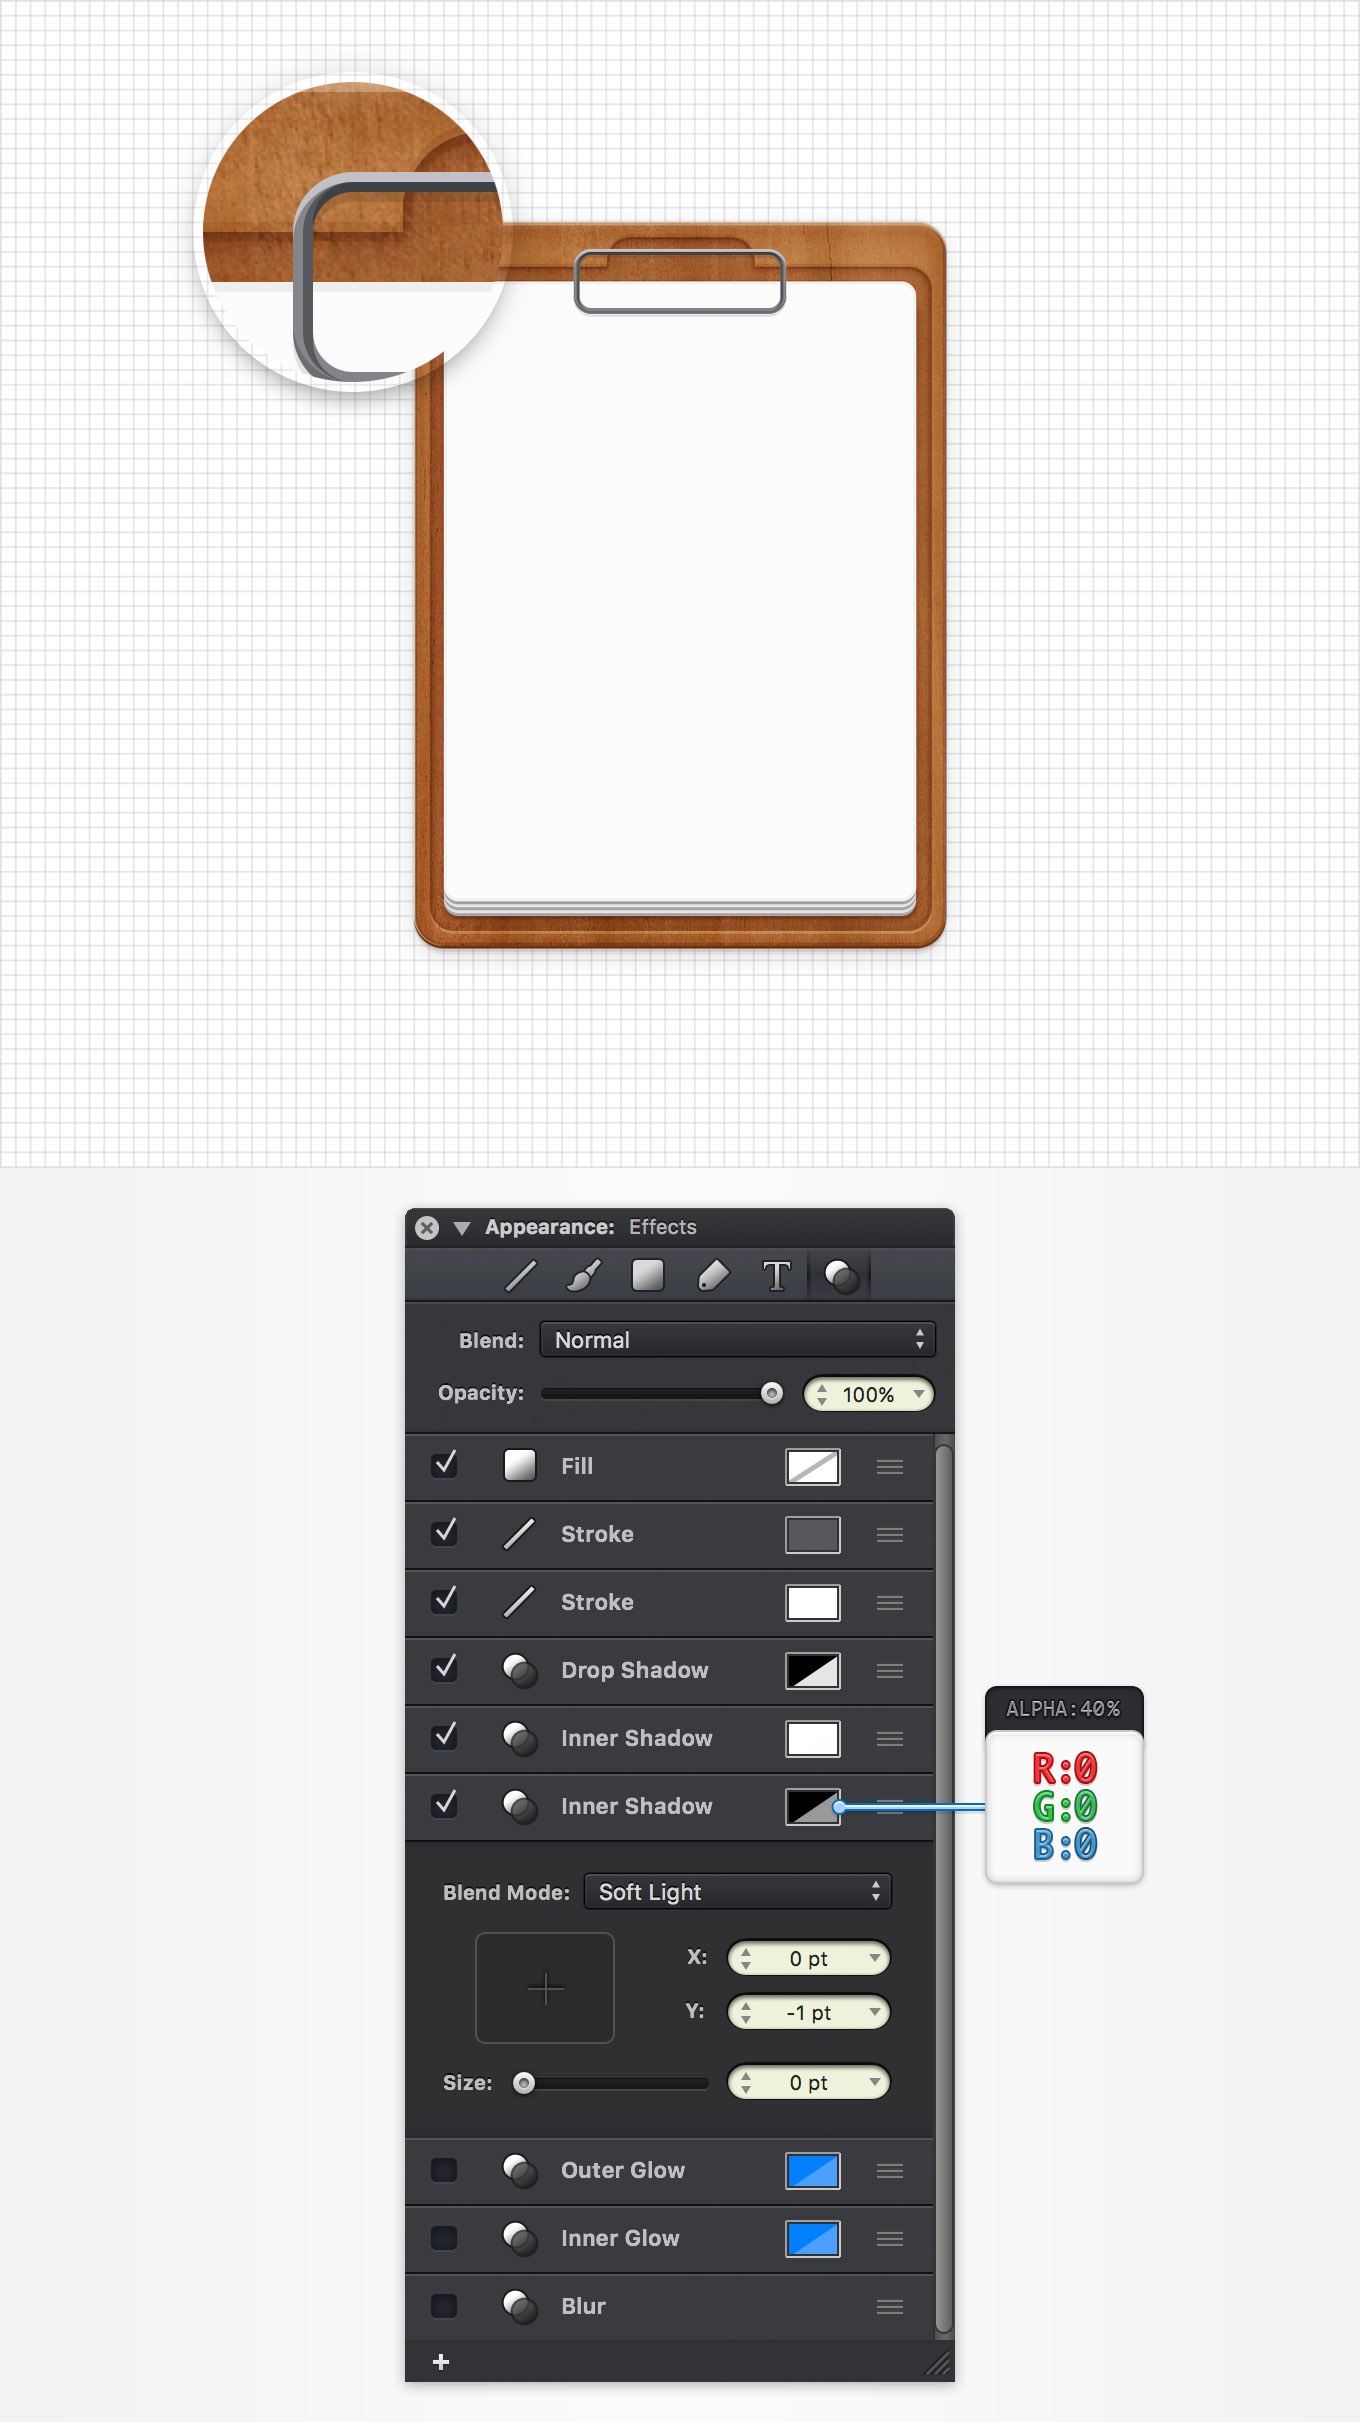 Appearance: Effects
T
Blend: Normal
Opacity: 100%
Fill
Stroke
Stroke
Drop Shadow
Inner Shadow
Inner Shadow
ALPHA:40%
R:0
G:0
B:0
Blend Mode: Soft Light
X: 0 pt
Y: -1 pt
Size: 0 pt
Outer Glow
Inner Glow
Blur